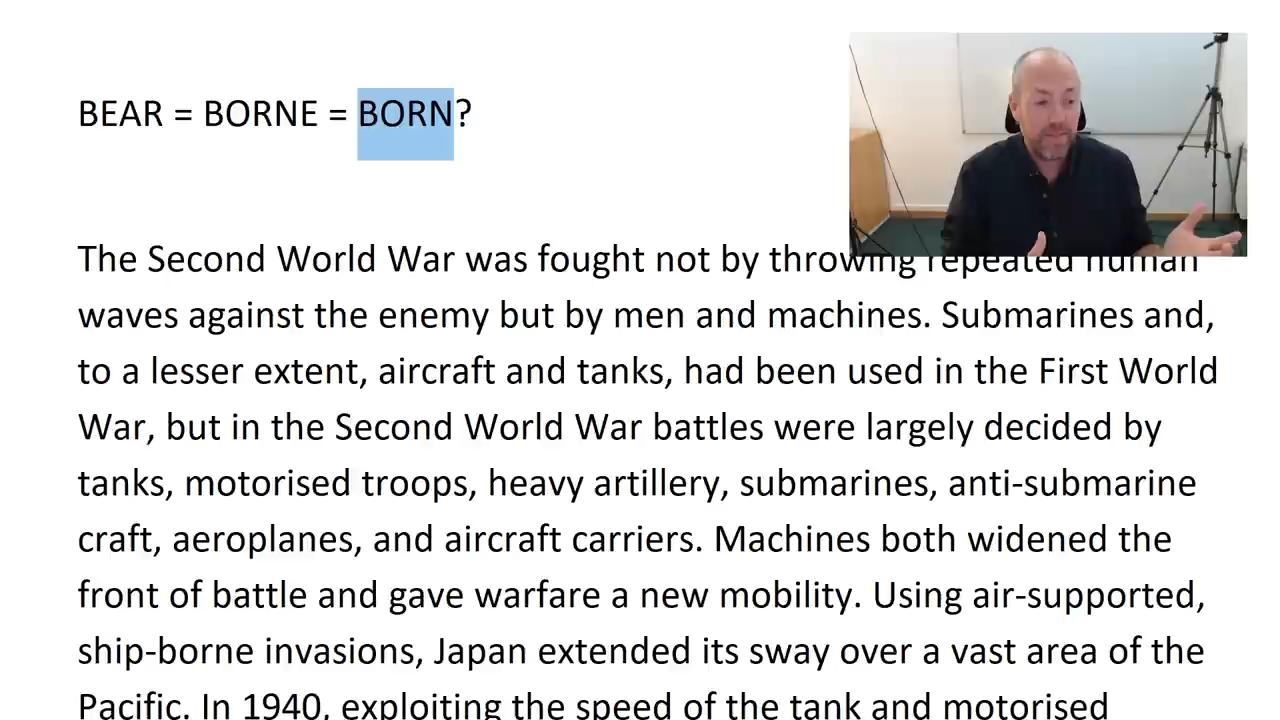 BEAR = BORNE = BORN?
The Second World War was fought not by throwing repeated human
waves against the enemy but by men and machines. Submarines and,
to a lesser extent, aircraft and tanks, had been used in the First World
War, but in the Second World War battles were largely decided by
tanks, motorised troops, heavy artillery, submarines, anti-submarine
craft, aeroplanes, and aircraft carriers. Machines both widened the
front of battle and gave warfare a new mobility. Using air-supported,
ship-borne invasions, Japan extended its sway over a vast area of the
Pacific. In 1940, exploiting the speed of the tank and motorised